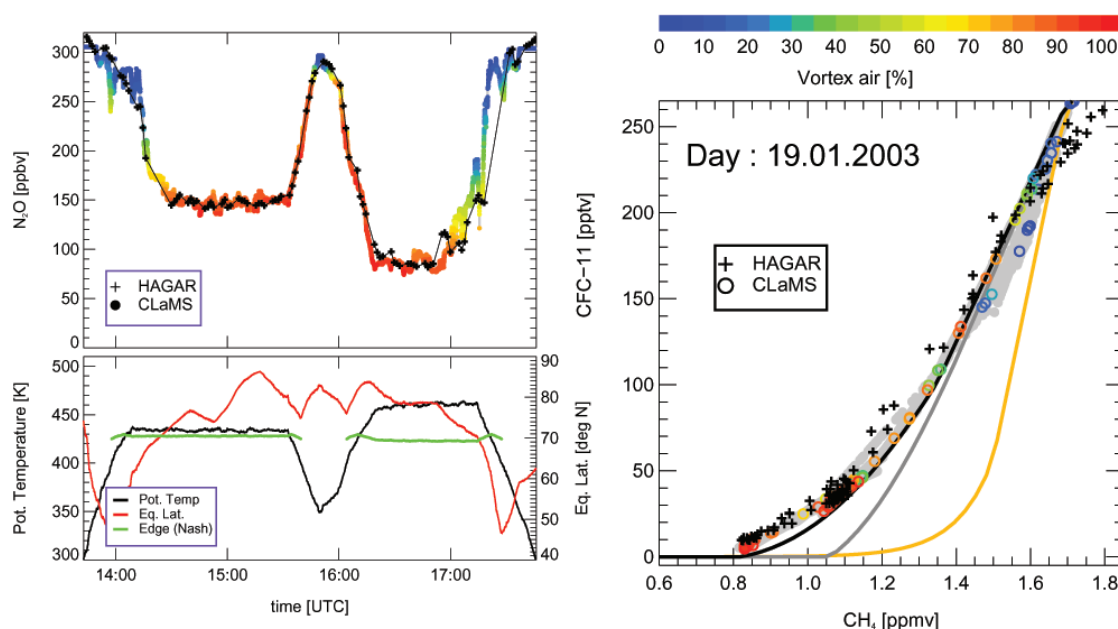 0 10 20 30 40 50 60 70 80 90 100
Vortex air [%]
300
250
200
150
100
50
0
N₂O [ppbv]
+ HAGAR
● CLaMS
500
450
400
350
300
Pot. Temperature [K]
90
80
70
60
50
40
Eq. Lat. [deg N]
Pot. Temp
Eq. Lat.
Edge (Nash)
14:00 15:00 16:00 17:00
time [UTC]
Day : 19.01.2003
+ HAGAR
O CLaMS
250
200
150
100
50
0
CFC−11 [pptv]
0.6 0.8 1.0 1.2 1.4 1.6 1.8
CH₄ [ppmv]